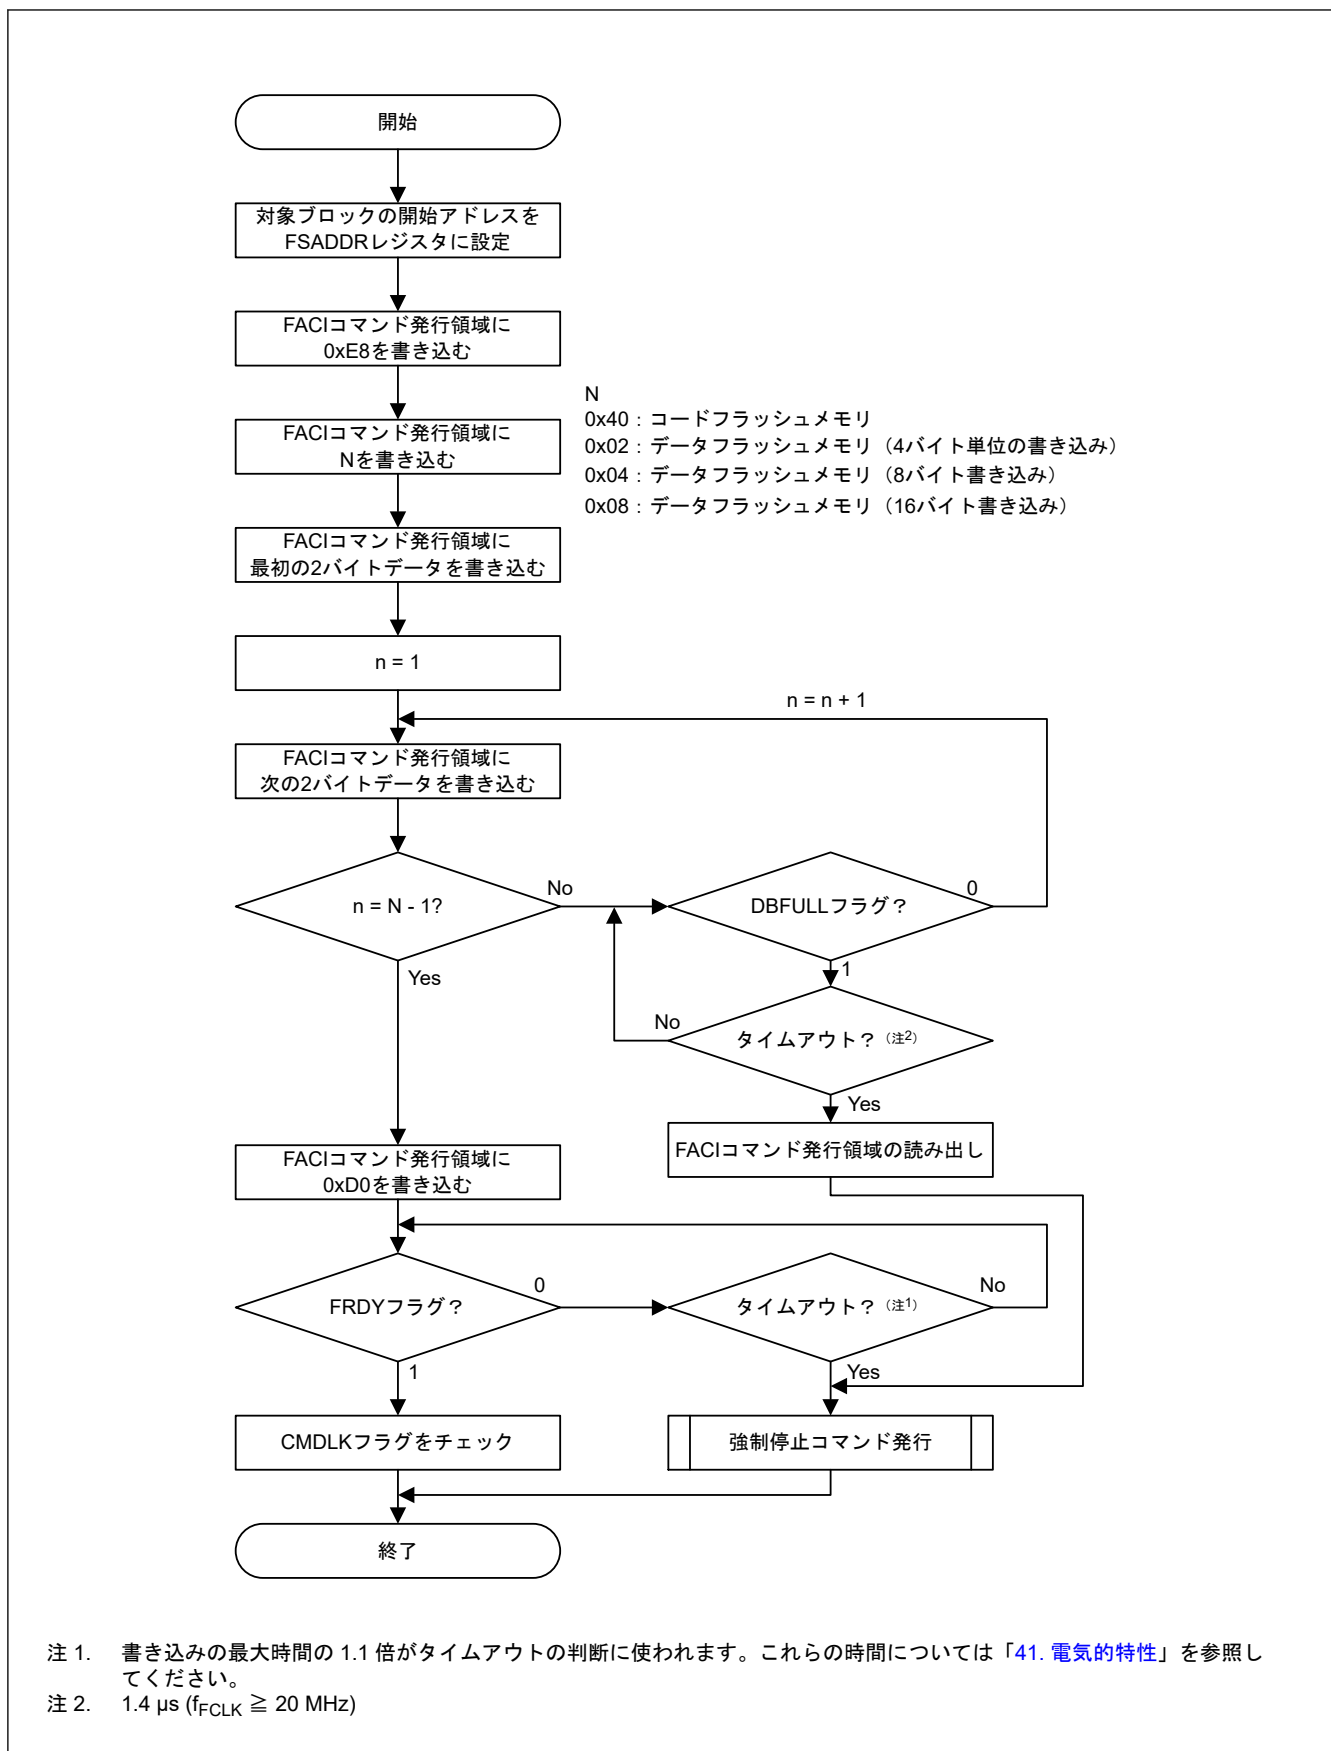 開始
対象ブロックの開始アドレスを
FSADDRレジスタに設定
FACIコマンド発行領域に
0xE8を書き込む
FACIコマンド発行領域に
Nを書き込む
N
0x40：コードフラッシュメモリ
0x02：データフラッシュメモリ（4バイト単位の書き込み）
0x04：データフラッシュメモリ（8バイト書き込み）
0x08：データフラッシュメモリ（16バイト書き込み）
FACIコマンド発行領域に
最初の2バイトデータを書き込む
n = 1
n = n + 1
FACIコマンド発行領域に
次の2バイトデータを書き込む
n = N - 1?
No
DBFULLフラグ？
0
Yes
1
No
タイムアウト？（注2）
Yes
FACIコマンド発行領域の読み出し
FACIコマンド発行領域に
0xD0を書き込む
FRDYフラグ？
0
タイムアウト？（注1）
No
1
Yes
CMDLKフラグをチェック
強制停止コマンド発行
終了
注 1. 書き込みの最大時間の 1.1 倍がタイムアウトの判断に使われます。これらの時間については「41. 電気的特性」を参照し
てください。
注 2. 1.4 µs (fFCLK ≧ 20 MHz)